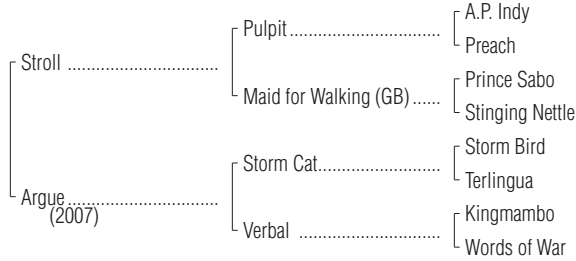 A.P. Indy
Pulpit........................................
Preach
Stroll ........................................
Prince Sabo
Maid for Walking (GB) ......
Stinging Nettle
Storm Bird
Storm Cat................................
Terlingua
Argue........................................
(2007)
Kingmambo
Verbal .....................................
Words of War